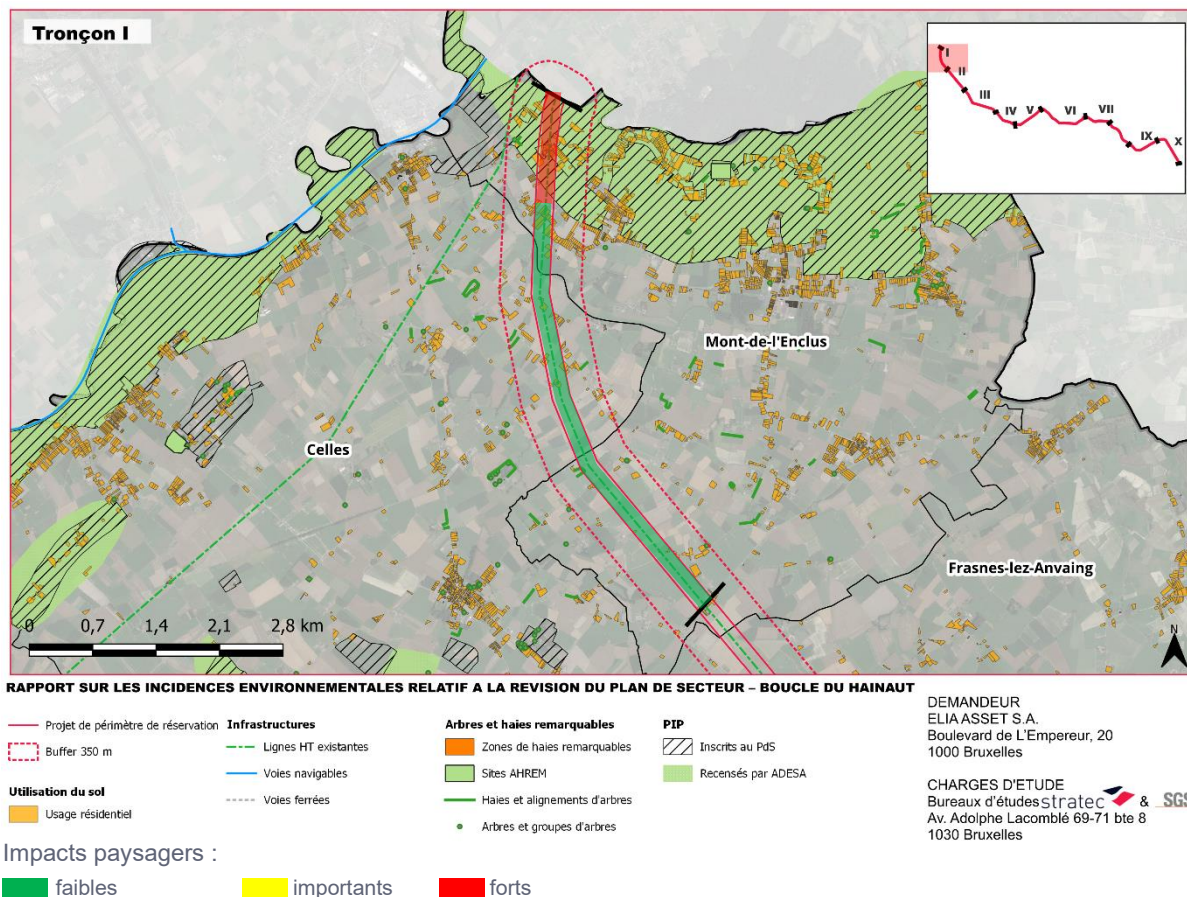 Tronçon I
I
II
III
IV
V
VI
VII
IX
X
Mont-de-l'Enclus
Celles
Frasnes-lez-Anvaing
0 0,7 1,4 2,1 2,8 km
N
RAPPORT SUR LES INCIDENCES ENVIRONMENTALES RELATIF A LA REVISION DU PLAN DE SECTEUR – BOUCLE DU HAINAUT
Projet de périmètre de réservation
Buffer 350 m
Utilisation du sol
Usage résidentiel
Infrastructures
Lignes HT existantes
Voies navigables
Voies ferrées
Arbres et haies remarquables
Zones de haies remarquables
Sites AHREM
Haies et alignements d'arbres
Arbres et groupes d'arbres
PIP
Inscrits au PdS
Recensés par ADESA
DEMANDEUR
ELIA ASSET S.A.
Boulevard de L'Empereur, 20
1000 Bruxelles
CHARGES D'ETUDE
Bureaux d'études stratec & SGS
Av. Adolphe Lacomblé 69-71 bte 8
1030 Bruxelles
Impacts paysagers :
faibles importants forts